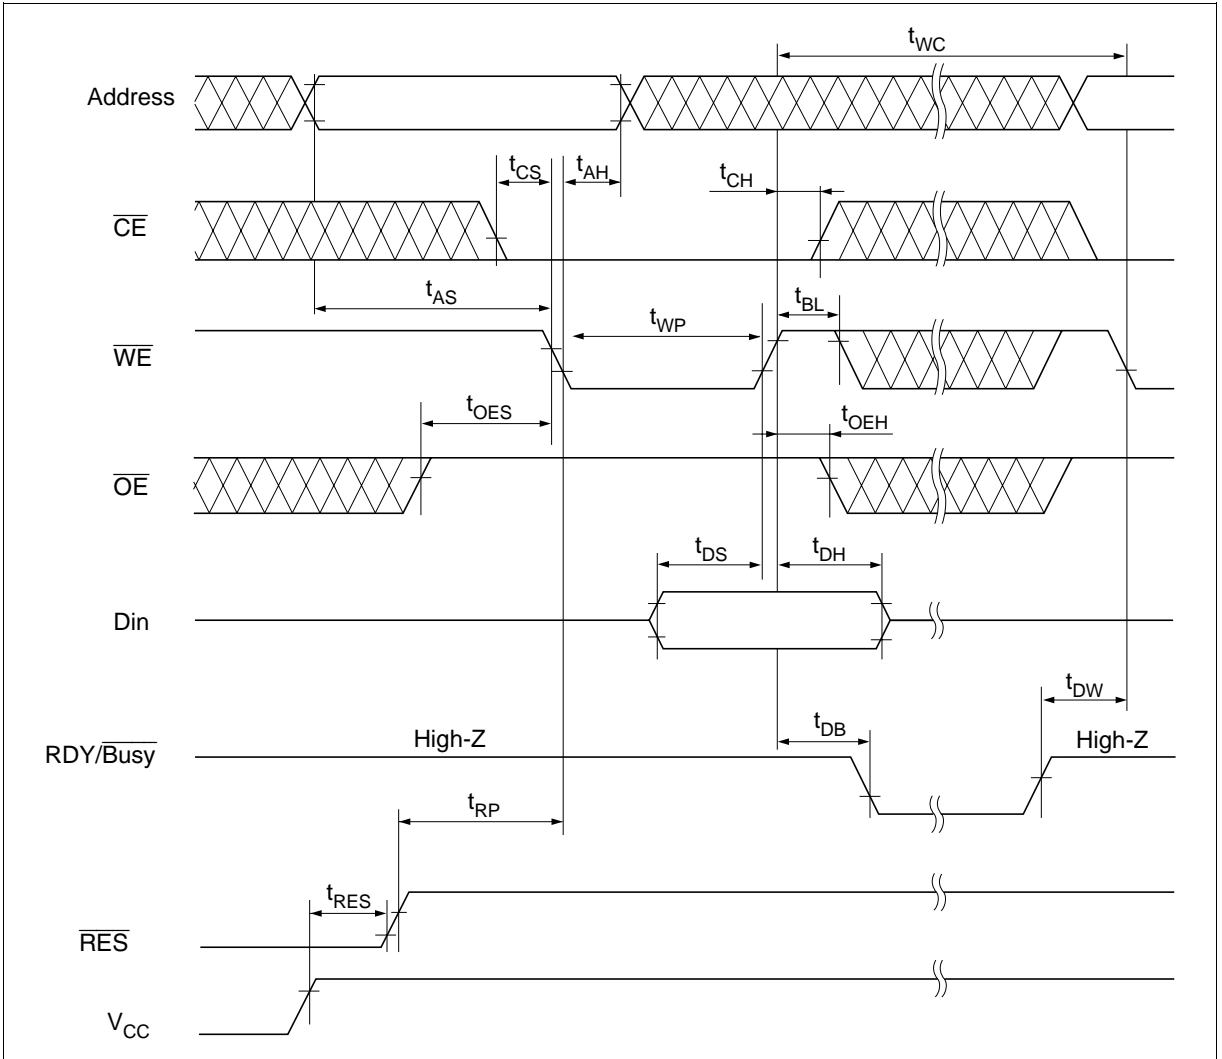 tWC
Address
tCS
tAH
tCH
CE
tAS
tBL
tWP
WE
tOES
tOEH
OE
tDS
tDH
Din
tDW
tDB
RDY/Busy
High-Z
High-Z
tRP
tRES
RES
VCC